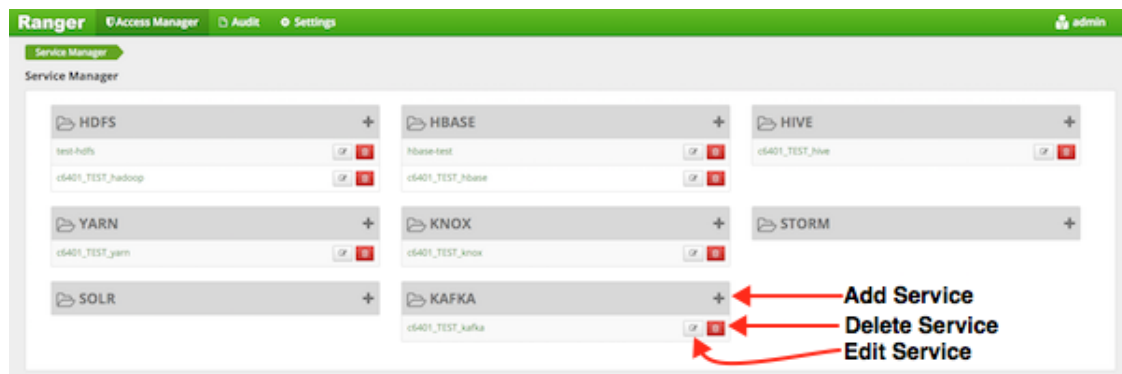 Ranger Access Manager Audit Settings admin
Service Manager
Service Manager
HDFS + HBASE + HIVE +
test-hdfs hbase-test c6401_TEST_hive
c6401_TEST_hadoop c6401_TEST_hbase
YARN + KNOX + STORM +
c6401_TEST_yarn c6401_TEST_knox
SOLR + KAFKA + Add Service
c6401_TEST_kafka Delete Service
Edit Service